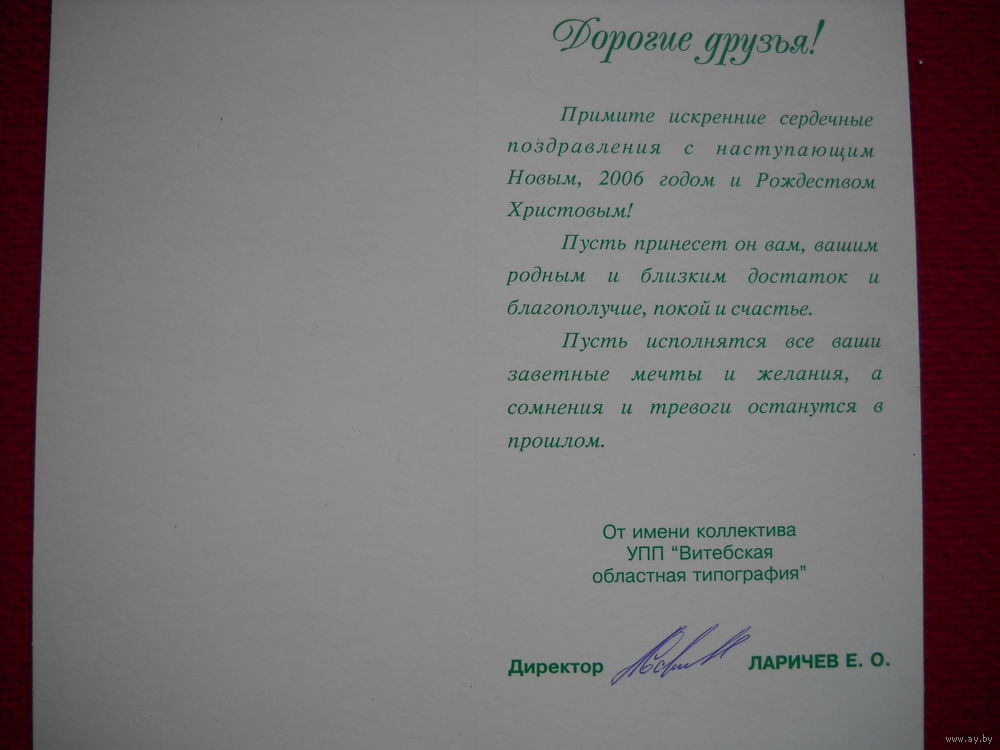 Дорогие друзья!
Примите искренние сердечные
поздравления с наступающим
Новым, 2006 годом и Рождеством
Христовым!
Пусть принесет он вам, вашим
родным и близким достаток и
благополучие, покой и счастье.
Пусть исполнятся все ваши
заветные мечты и желания, а
сомнения и тревоги останутся в
прошлом.
От имени коллектива
УПП “Витебская
областная типография”
Директор ЛАРИЧЕВ Е. О.
www.ay.by